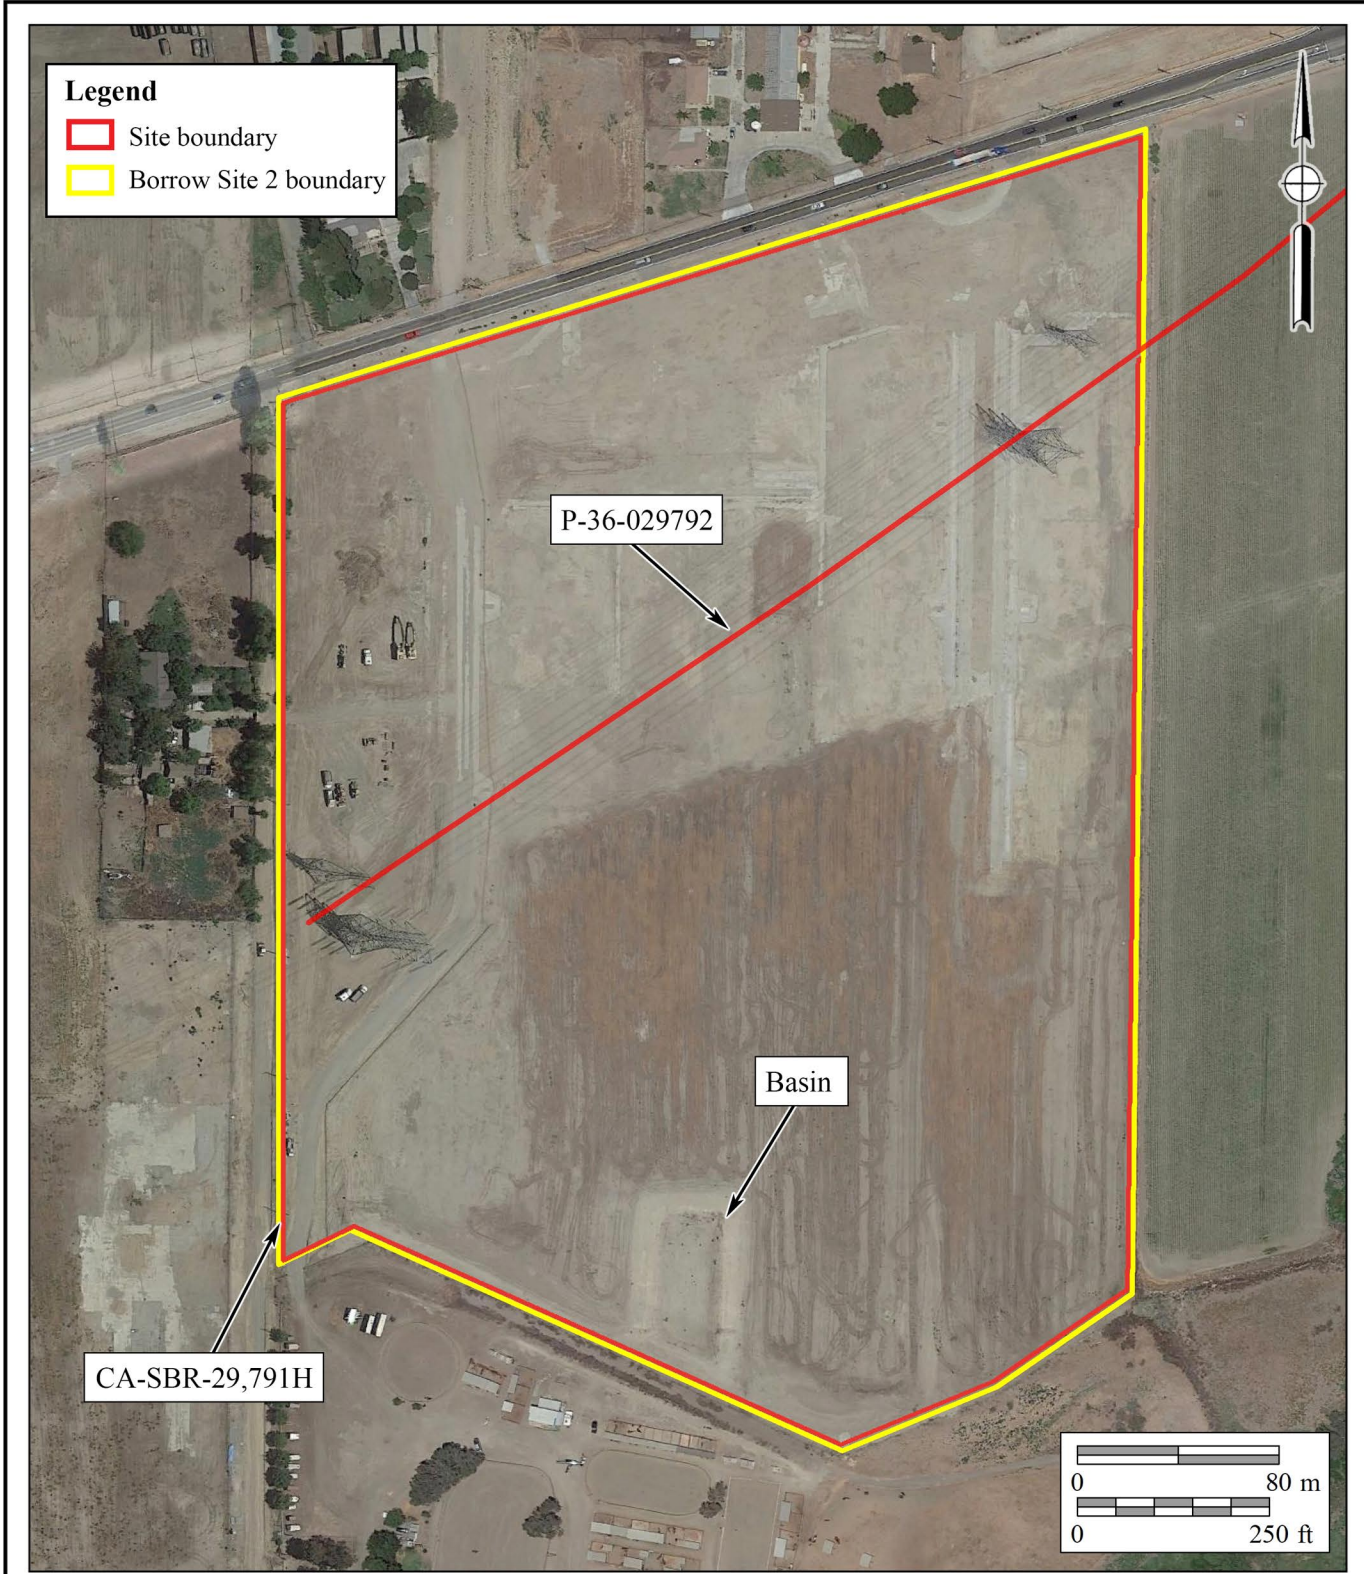 Legend
Site boundary
Borrow Site 2 boundary
P-36-029792
Basin
CA-SBR-29,791H
0 80 m
0 250 ft